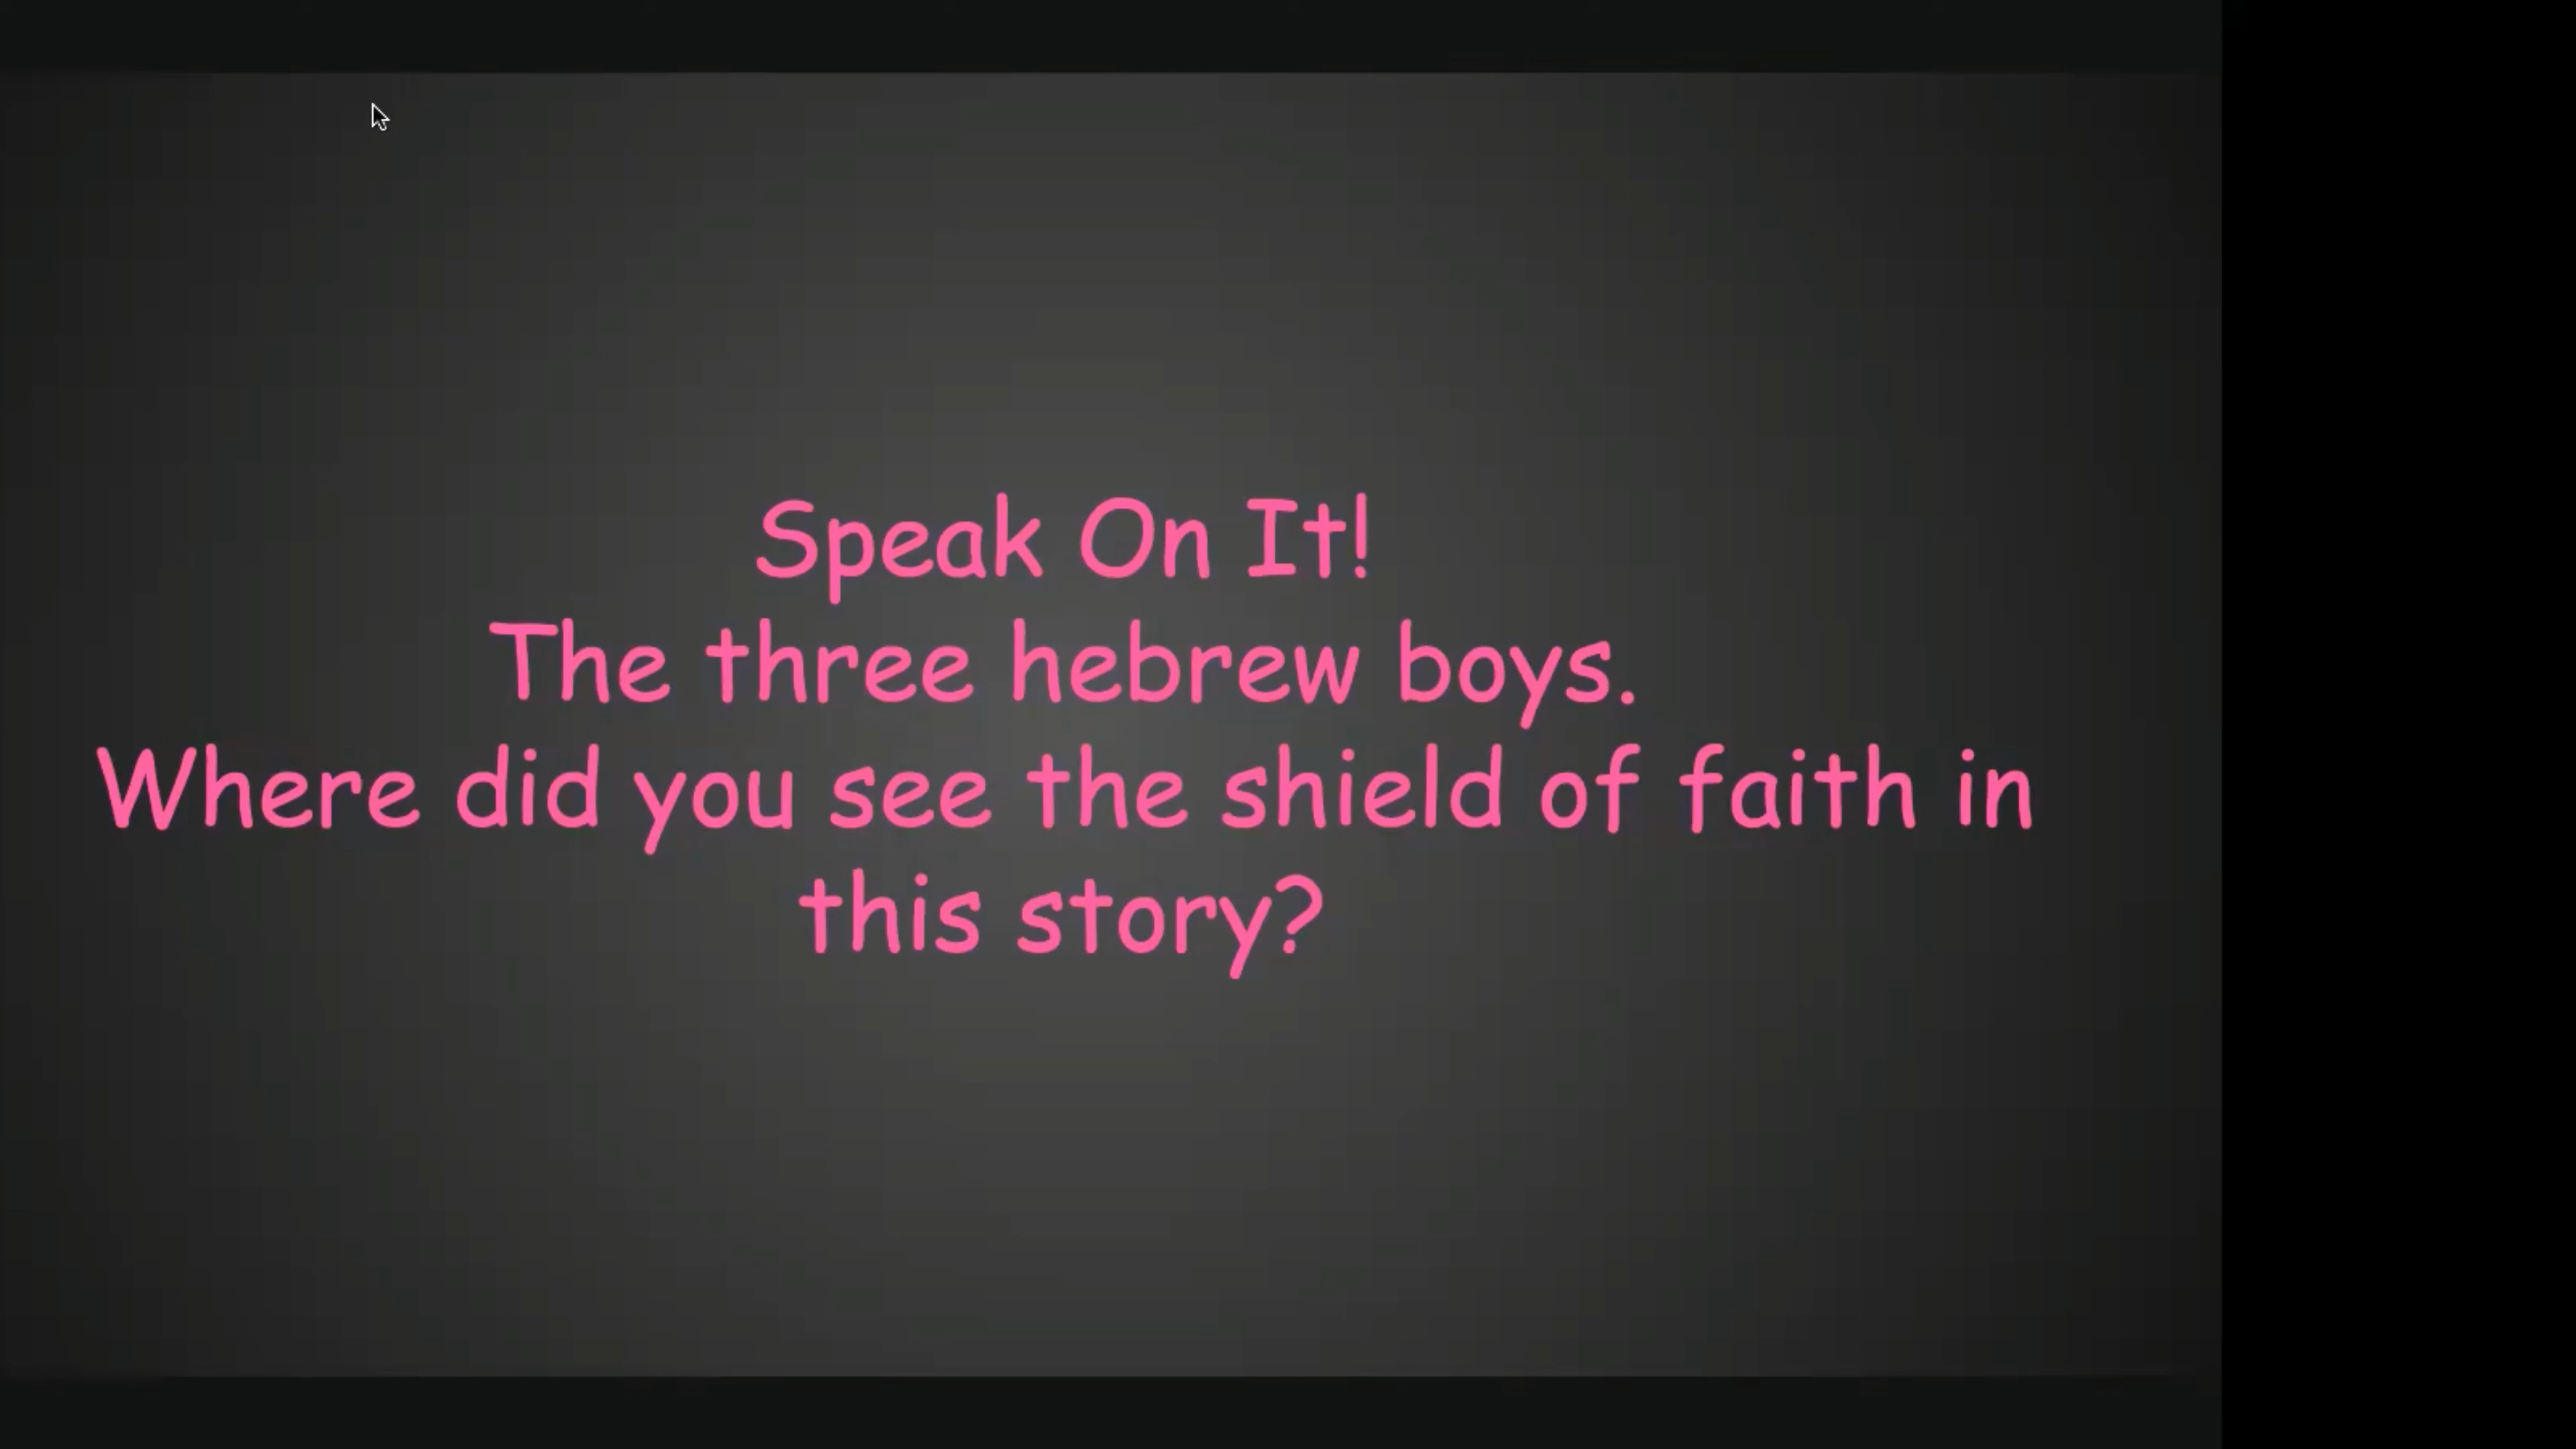 Speak On It!
The three hebrew boys.
Where did you see the shield of faith in
this story?